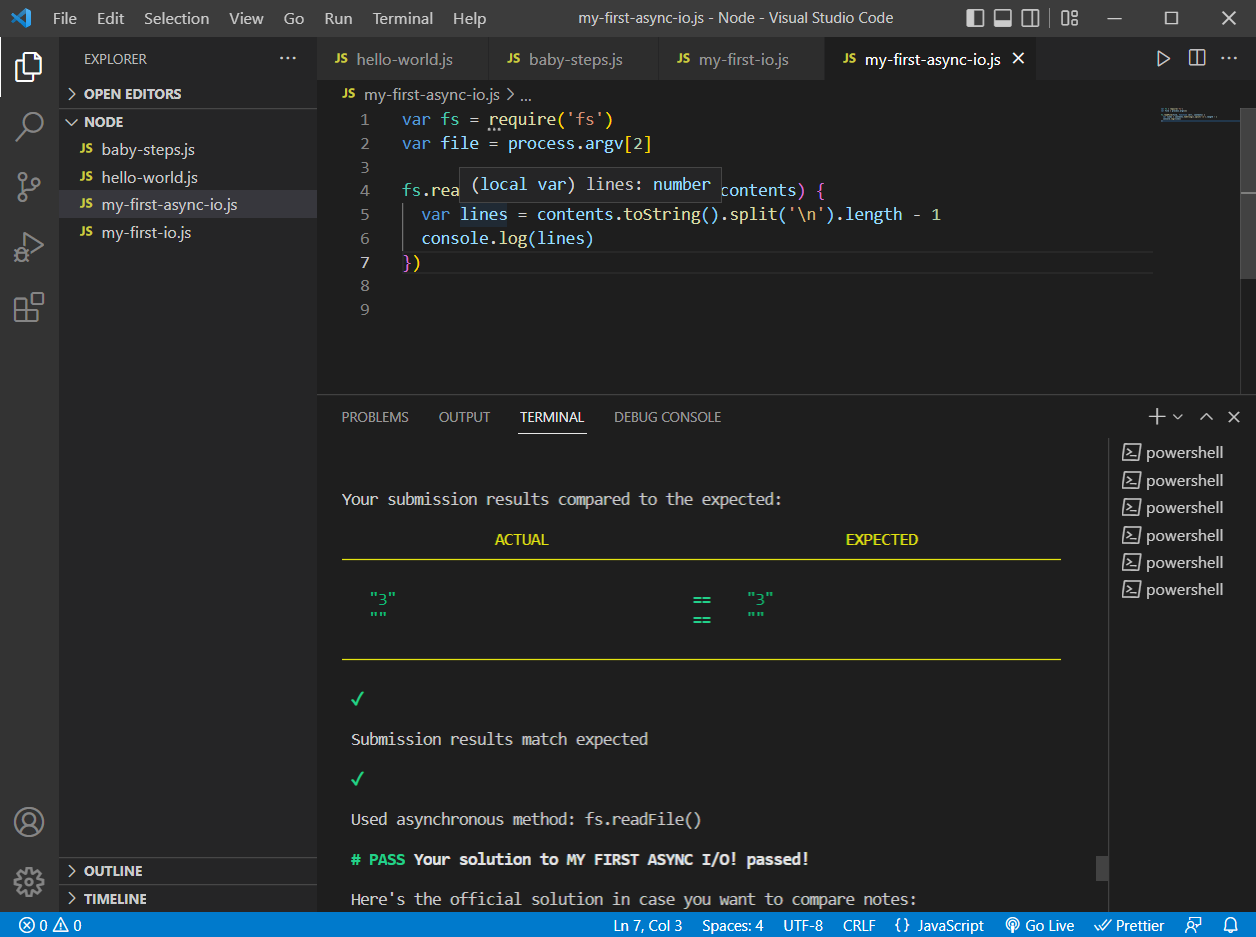 File Edit Selection View Go Run Terminal Help my-first-async-io.js - Node - Visual Studio Code
EXPLORER ...
OPEN EDITORS
NODE
JS baby-steps.js
JS hello-world.js
JS my-first-async-io.js
JS my-first-io.js
OUTLINE
TIMELINE
JS hello-world.js JS baby-steps.js JS my-first-io.js JS my-first-async-io.js
JS my-first-async-io.js > ...
1 var fs = require('fs')
2 var file = process.argv[2]
3
(local var) lines: number
4 fs.rea contents) {
5 var lines = contents.toString().split('\n').length - 1
6 console.log(lines)
7 })
8
9
PROBLEMS OUTPUT TERMINAL DEBUG CONSOLE
Your submission results compared to the expected:
ACTUAL EXPECTED
"3" == "3"
"" == ""
✓
Submission results match expected
✓
Used asynchronous method: fs.readFile()
# PASS Your solution to MY FIRST ASYNC I/O! passed!
Here's the official solution in case you want to compare notes:
powershell
powershell
powershell
powershell
powershell
powershell
0 0 Ln 7, Col 3 Spaces: 4 UTF-8 CRLF {} JavaScript Go Live Prettier